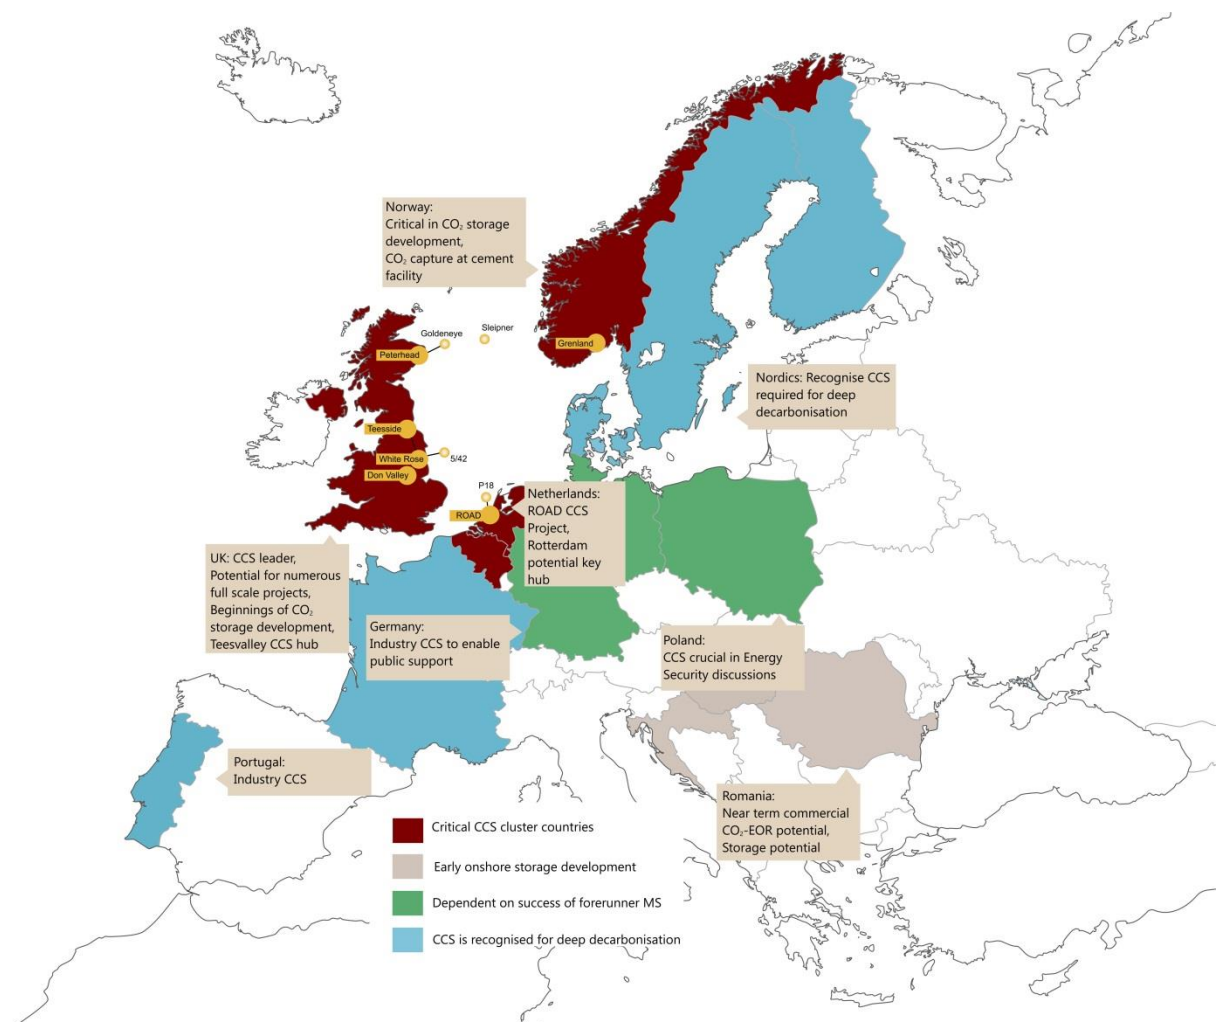 Norway:
Critical in CO₂ storage
development,
CO₂ capture at cement
facility
Goldeneye
Sleipner
Peterhead
Grenland
Nordics: Recognise CCS
required for deep
decarbonisation
Teesside
White Rose
5/42
Don Valley
P18
ROAD
Netherlands:
ROAD CCS
Project,
Rotterdam
potential key
hub
UK: CCS leader,
Potential for numerous
full scale projects,
Beginnings of CO₂
storage development,
Teesvalley CCS hub
Germany:
Industry CCS to enable
public support
Poland:
CCS crucial in Energy
Security discussions
Portugal:
Industry CCS
Romania:
Near term commercial
CO₂-EOR potential,
Storage potential
Critical CCS cluster countries
Early onshore storage development
Dependent on success of forerunner MS
CCS is recognised for deep decarbonisation